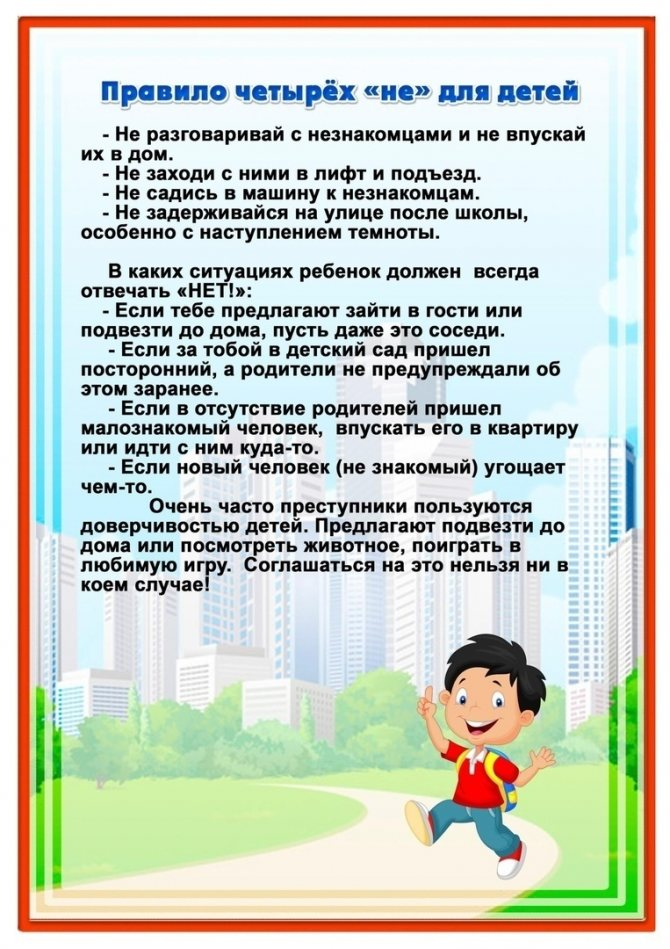 Правило четырёх «не» для детей
- Не разговаривай с незнакомцами и не впускай
их в дом.
- Не заходи с ними в лифт и подъезд.
- Не садись в машину к незнакомцам.
- Не задерживайся на улице после школы,
особенно с наступлением темноты.
В каких ситуациях ребенок должен всегда
отвечать «НЕТ!»:
- Если тебе предлагают зайти в гости или
подвезти до дома, пусть даже это соседи.
- Если за тобой в детский сад пришел
посторонний, а родители не предупреждали об
этом заранее.
- Если в отсутствие родителей пришел
малознакомый человек, впускать его в квартиру
или идти с ним куда-то.
- Если новый человек (не знакомый) угощает
чем-то.
Очень часто преступники пользуются
доверчивостью детей. Предлагают подвезти до
дома или посмотреть животное, поиграть в
любимую игру. Соглашаться на это нельзя ни в
коем случае!